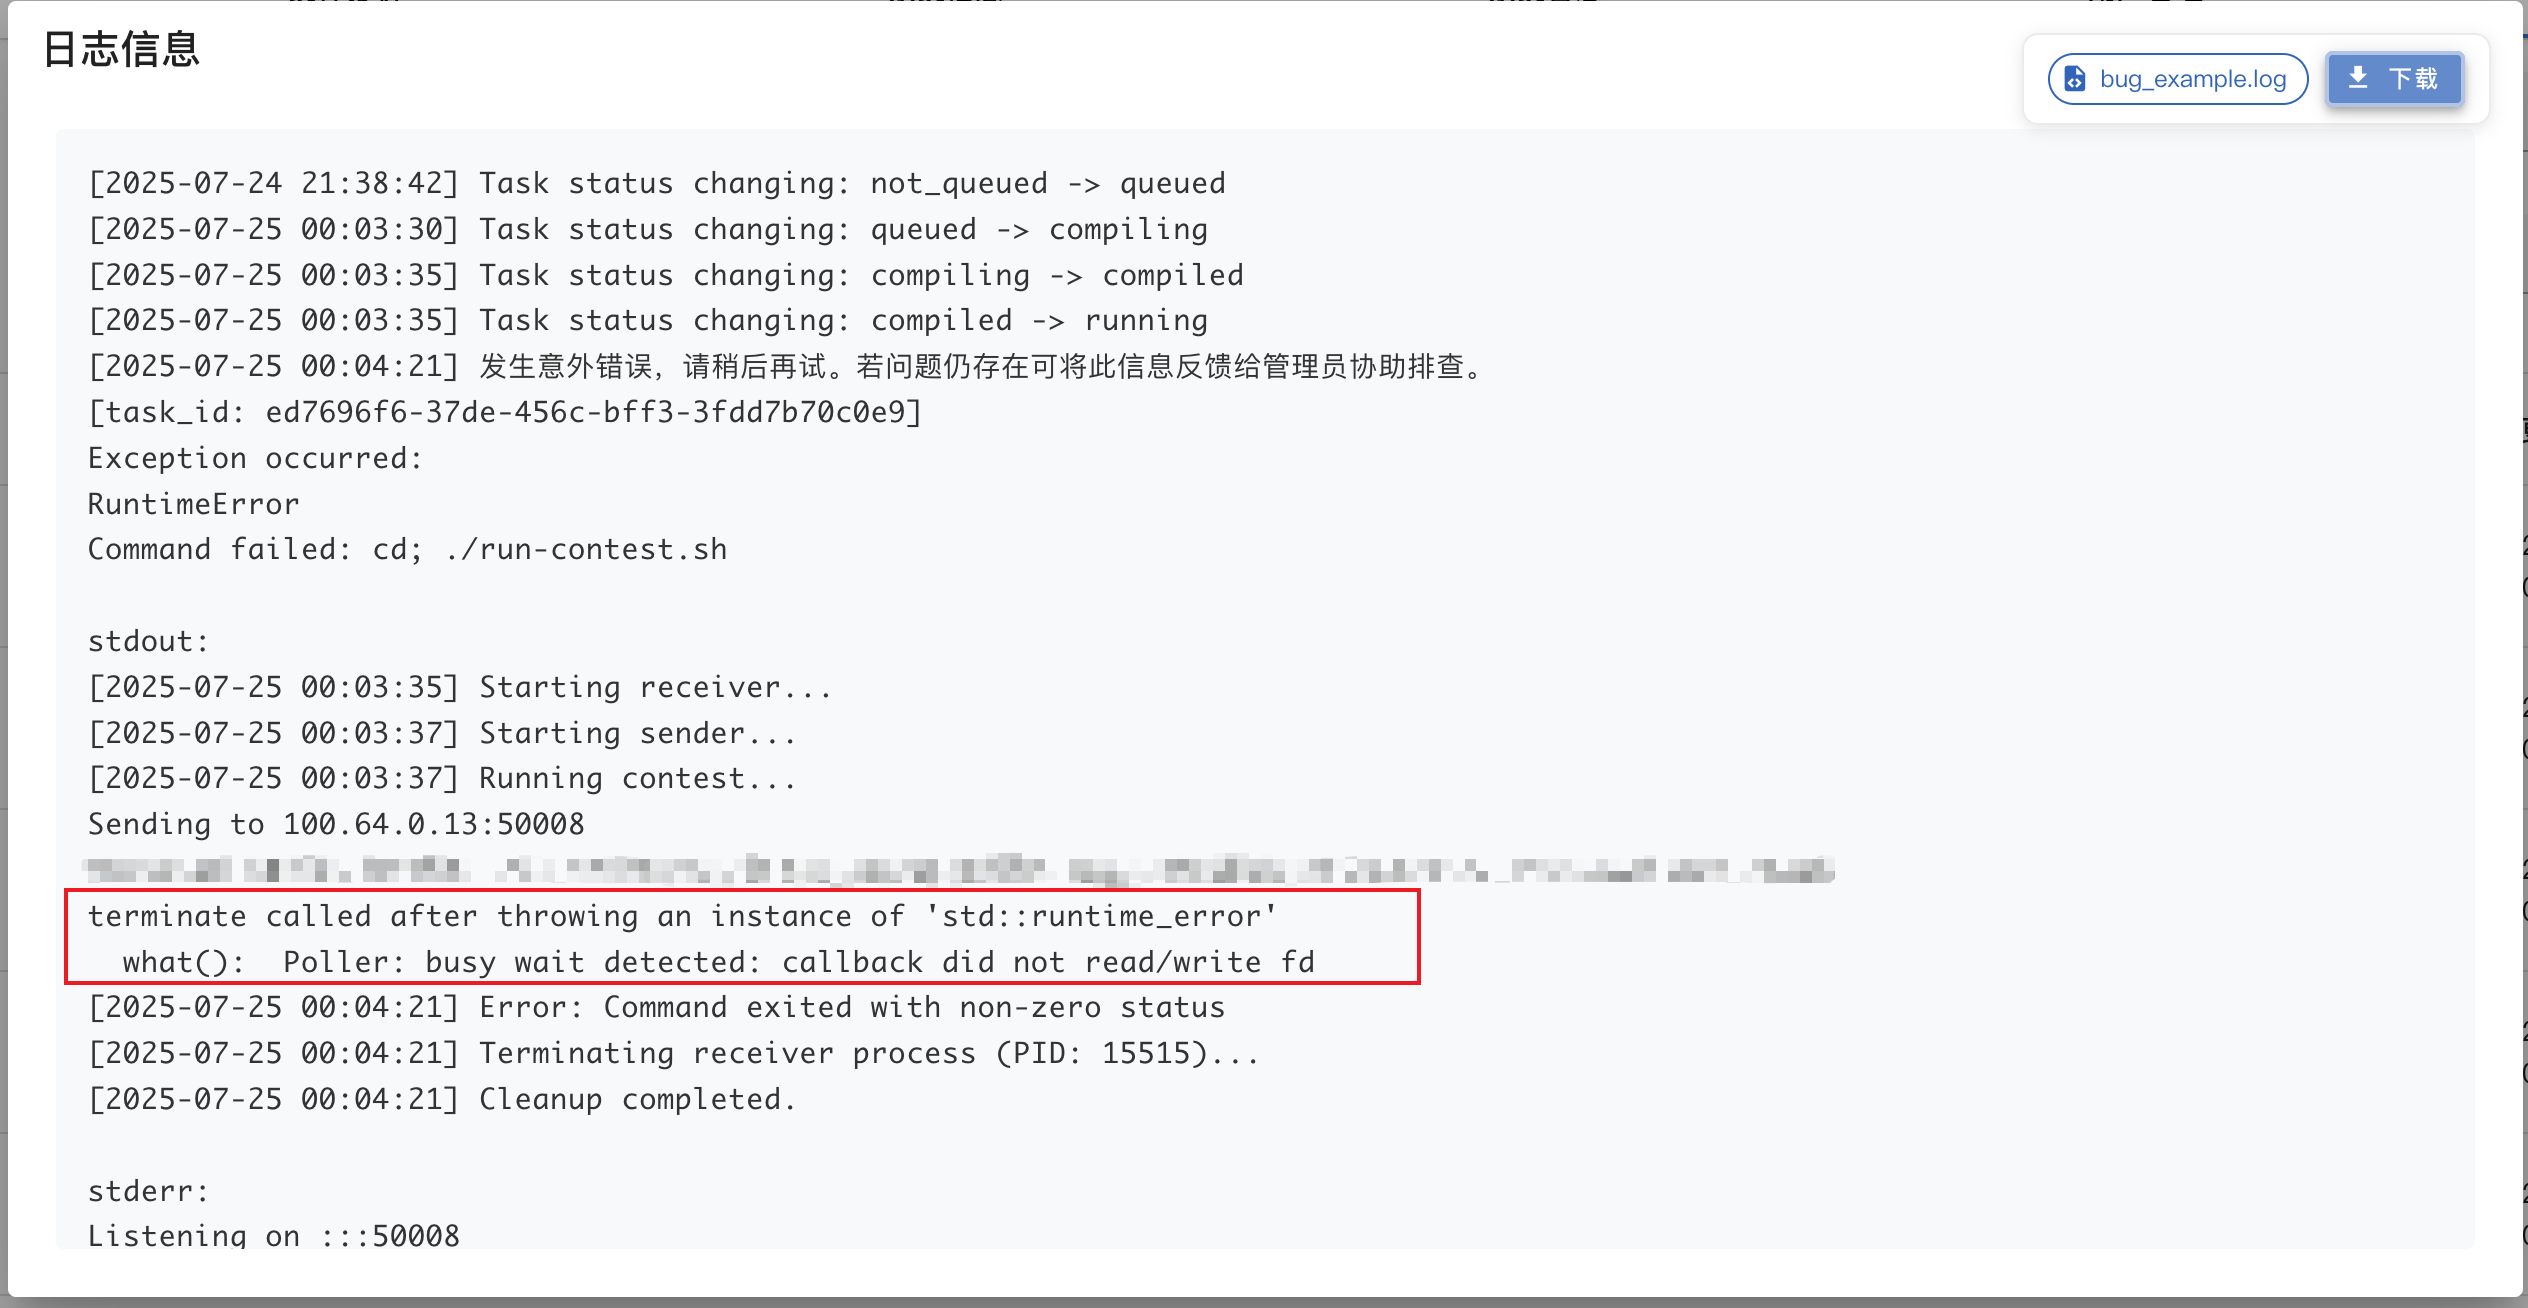 日志信息
bug_example.log
下载
[2025-07-24 21:38:42] Task status changing: not_queued -> queued
[2025-07-25 00:03:30] Task status changing: queued -> compiling
[2025-07-25 00:03:35] Task status changing: compiling -> compiled
[2025-07-25 00:03:35] Task status changing: compiled -> running
[2025-07-25 00:04:21] 发生意外错误，请稍后再试。若问题仍存在可将此信息反馈给管理员协助排查。
[task_id: ed7696f6-37de-456c-bff3-3fdd7b70c0e9]
Exception occurred:
RuntimeError
Command failed: cd; ./run-contest.sh
stdout:
[2025-07-25 00:03:35] Starting receiver...
[2025-07-25 00:03:37] Starting sender...
[2025-07-25 00:03:37] Running contest...
Sending to 100.64.0.13:50008
terminate called after throwing an instance of 'std::runtime_error'
  what():  Poller: busy wait detected: callback did not read/write fd
[2025-07-25 00:04:21] Error: Command exited with non-zero status
[2025-07-25 00:04:21] Terminating receiver process (PID: 15515)...
[2025-07-25 00:04:21] Cleanup completed.
stderr:
Listening on :::50008